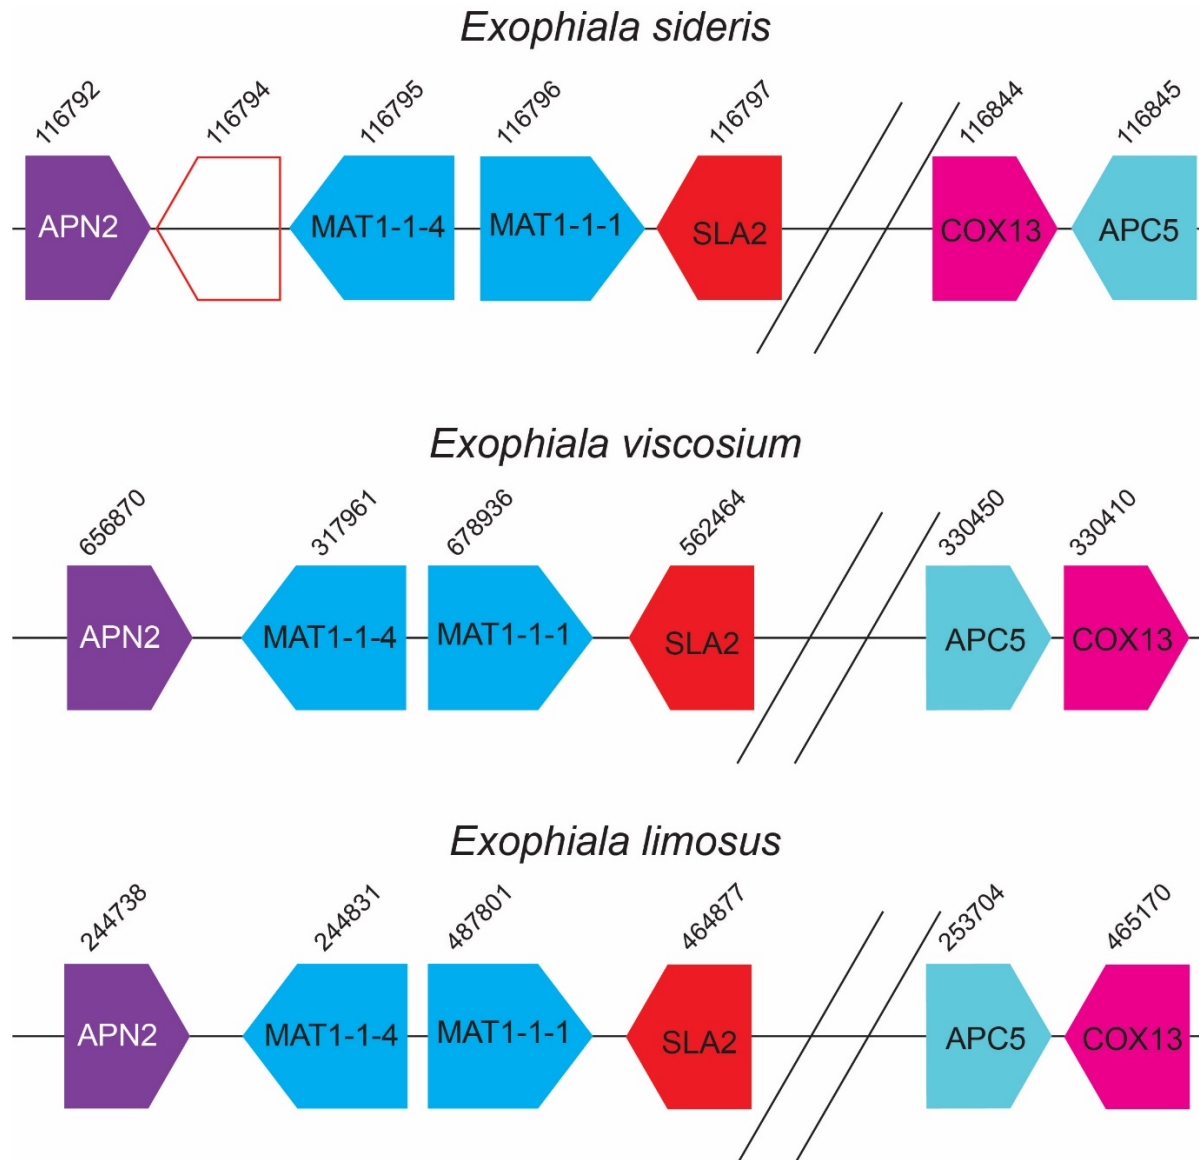 Exophiala sideris
116792 116794 116795 116796 116797 116844 116845
APN2 MAT1-1-4 MAT1-1-1 SLA2 COX13 APC5
Exophiala viscosium
656870 317961 678936 562464 330450 330410
APN2 MAT1-1-4 MAT1-1-1 SLA2 APC5 COX13
Exophiala limosus
244738 244831 487801 464877 253704 465170
APN2 MAT1-1-4 MAT1-1-1 SLA2 APC5 COX13